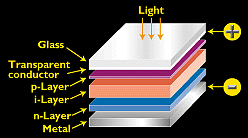 Light
Glass
Transparent
conductor
p-Layer
i-Layer
n-Layer
Metal
+
−